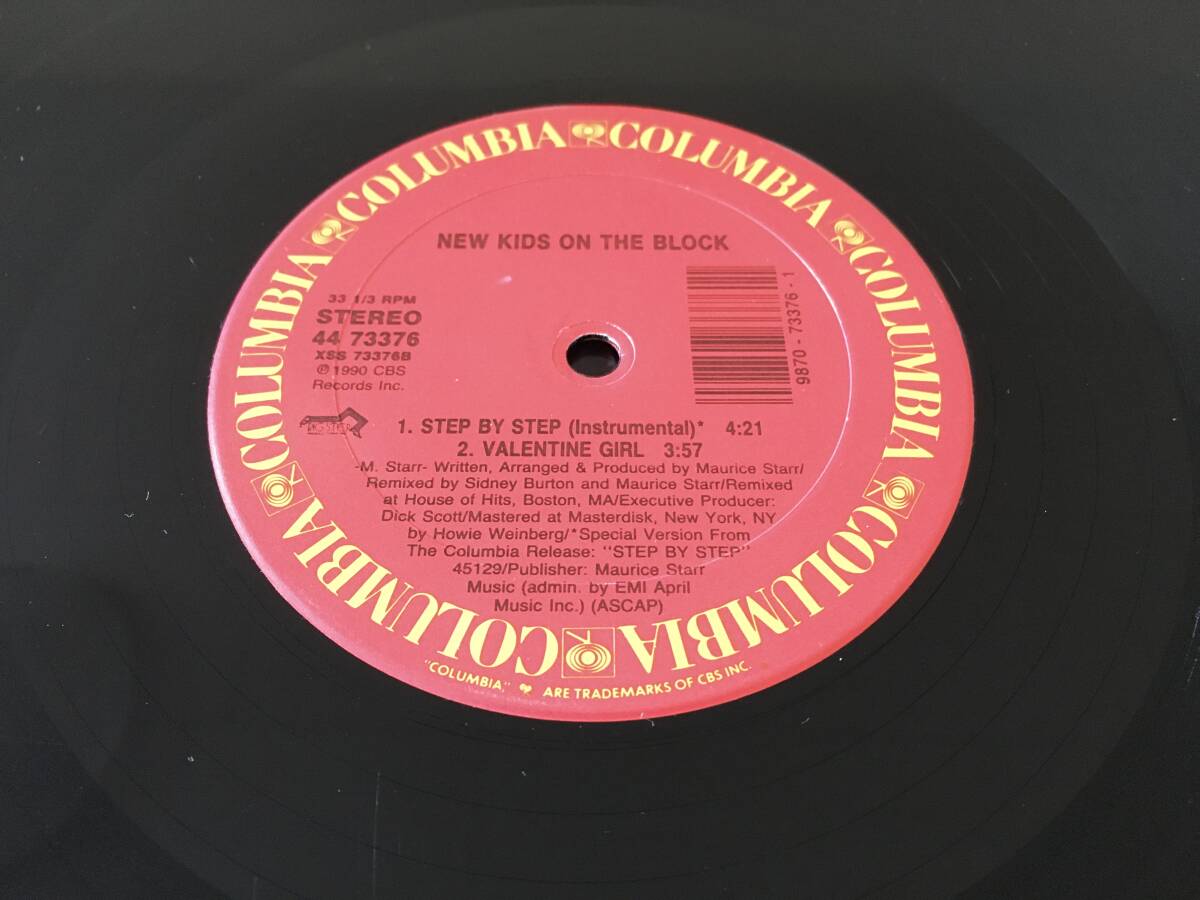 COLUMBIA COLUMBIA COLUMBIA COLUMBIA COLUMBIA COLUMBIA COLUMBIA COLUMBIA
NEW KIDS ON THE BLOCK
33 1/3 RPM
STEREO
44 73376
XSS 73376B
℗ 1990 CBS
Records Inc.
9870 - 73376 - 1
1. STEP BY STEP (Instrumental)* 4:21
2. VALENTINE GIRL 3:57
-M. Starr- Written, Arranged & Produced by Maurice Starr/
Remixed by Sidney Burton and Maurice Starr/Remixed
at House of Hits, Boston, MA/Executive Producer:
Dick Scott/Mastered at Masterdisk, New York, NY
by Howie Weinberg/*Special Version From
The Columbia Release: "STEP BY STEP"
45129/Publisher: Maurice Starr
Music (admin. by EMI April
Music Inc.) (ASCAP)
"COLUMBIA," ARE TRADEMARKS OF CBS INC.